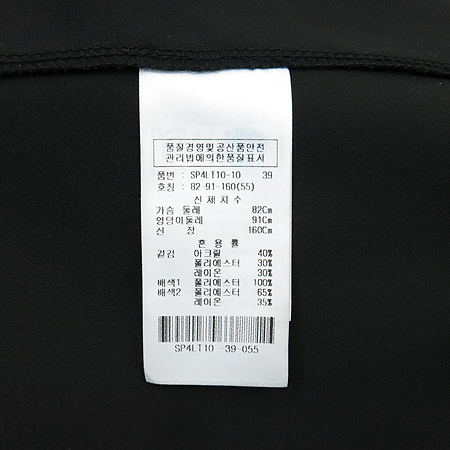 품질경영및공산품안전
관리법에의한품질표시
품번 : SP4LT10-10 39
호칭 : 82-91-160(55)
신 체 치 수
가슴 둘레 82Cm
엉덩이둘레 91Cm
신 장 160Cm
혼 용 률
겉감 아크릴 40%
폴리에스터 30%
레이온 30%
배색1 폴리에스터 100%
배색2 폴리에스터 65%
레이온 35%
SP4LT10 -39-055